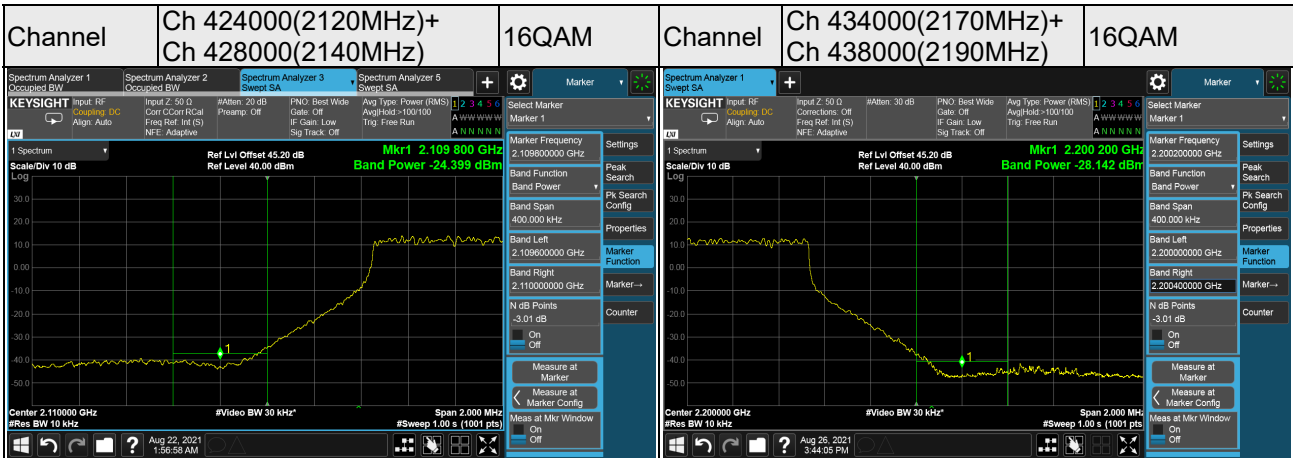 Channel
Ch 424000(2120MHz)+
Ch 428000(2140MHz)
16QAM
Channel
Ch 434000(2170MHz)+
Ch 438000(2190MHz)
16QAM
Spectrum Analyzer 1
Occupied BW
Spectrum Analyzer 2
Occupied BW
Spectrum Analyzer 3
Swept SA
Spectrum Analyzer 5
Swept SA
+
Marker
KEYSIGHT
Input: RF
Coupling: DC
Align: Auto
Input Z: 50 Ω
Corr CCorr RCal
Freq Ref: Int (S)
NFE: Adaptive
#Atten: 20 dB
Preamp: Off
PNO: Best Wide
Gate: Off
IF Gain: Low
Sig Track: Off
Avg Type: Power (RMS)
Avg|Hold:>100/100
Trig: Free Run
1 2 3 4 5 6
A W W W W W
A N N N N N
LXI
Select Marker
Marker 1
1 Spectrum
Scale/Div 10 dB
Log
Ref Lvl Offset 45.20 dB
Ref Level 40.00 dBm
Mkr1 2.109 800 GHz
Band Power -24.399 dBm
30.0
20.0
10.0
0.00
-10.0
-20.0
-30.0
-40.0
-50.0
1
Center 2.110000 GHz
#Res BW 10 kHz
#Video BW 30 kHz*
Span 2.000 MHz
#Sweep 1.00 s (1001 pts)
Marker Frequency
2.109800000 GHz
Band Function
Band Power
Band Span
400.000 kHz
Band Left
2.109600000 GHz
Band Right
2.110000000 GHz
N dB Points
-3.01 dB
On
Off
Measure at
Marker
Measure at
Marker Config
Meas at Mkr Window
On
Off
Settings
Peak
Search
Pk Search
Config
Properties
Marker
Function
Marker→
Counter
?
Aug 22, 2021
1:56:58 AM
Spectrum Analyzer 1
Swept SA
+
Marker
KEYSIGHT
Input: RF
Coupling: DC
Align: Auto
Input Z: 50 Ω
Corrections: Off
Freq Ref: Int (S)
NFE: Adaptive
#Atten: 30 dB
PNO: Best Wide
Gate: Off
IF Gain: Low
Sig Track: Off
Avg Type: Power (RMS)
Avg|Hold:>100/100
Trig: Free Run
1 2 3 4 5 6
A W W W W W
A N N N N N
LXI
Select Marker
Marker 1
1 Spectrum
Scale/Div 10 dB
Log
Ref Lvl Offset 45.20 dB
Ref Level 40.00 dBm
Mkr1 2.200 200 GHz
Band Power -28.142 dBm
30.0
20.0
10.0
0.00
-10.0
-20.0
-30.0
-40.0
-50.0
1
Center 2.200000 GHz
#Res BW 10 kHz
#Video BW 30 kHz*
Span 2.000 MHz
#Sweep 1.00 s (1001 pts)
Marker Frequency
2.200200000 GHz
Band Function
Band Power
Band Span
400.000 kHz
Band Left
2.200000000 GHz
Band Right
2.200400000 GHz
N dB Points
-3.01 dB
On
Off
Measure at
Marker
Measure at
Marker Config
Meas at Mkr Window
On
Off
Settings
Peak
Search
Pk Search
Config
Properties
Marker
Function
Marker→
Counter
?
Aug 26, 2021
3:44:05 PM